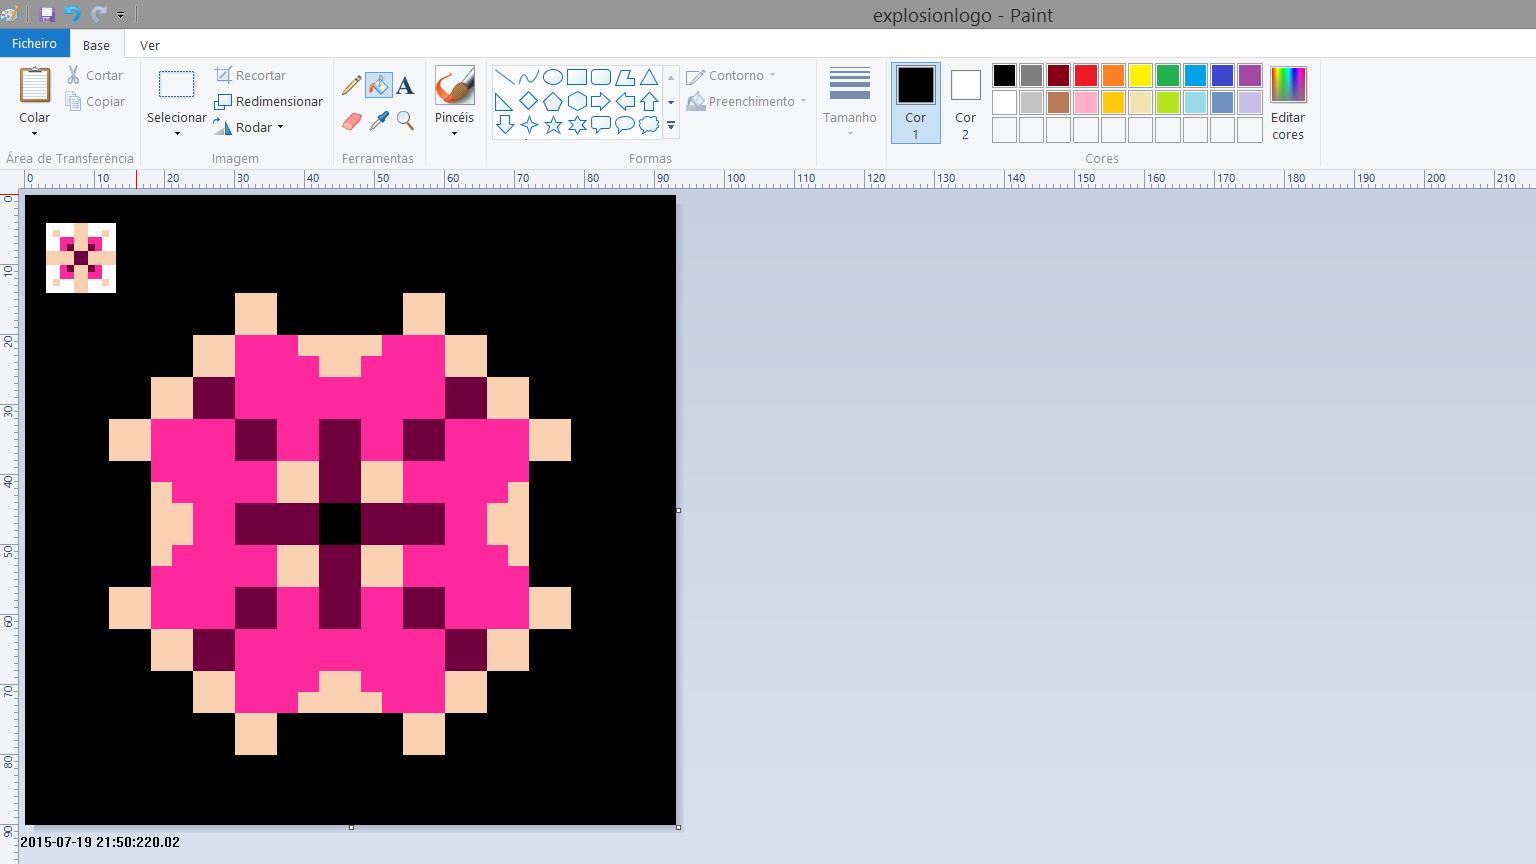 explosionlogo - Paint
Ficheiro Base Ver
Colar
Cortar
Copiar
Área de Transferência
Selecionar
Recortar
Redimensionar
Rodar
Imagem
A
Ferramentas
Pincéis
Contorno
Preenchimento
Formas
Tamanho
Cor
1
Cor
2
Editar
cores
Cores
0 10 20 30 40 50 60 70 80 90 100 110 120 130 140 150 160 170 180 190 200 210
0
10
20
30
40
50
60
70
80
90
2015-07-19 21:50:220.02